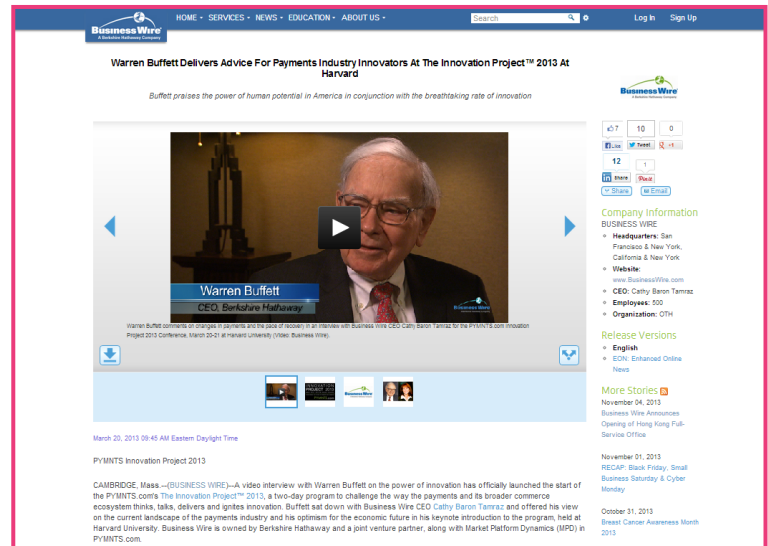 BusinessWire
A Berkshire Hathaway Company
HOME SERVICES NEWS EDUCATION ABOUT US
Search
Log In Sign Up
Warren Buffett Delivers Advice For Payments Industry Innovators At The Innovation Project™ 2013 At
Harvard
Buffett praises the power of human potential in America in conjunction with the breathtaking rate of innovation
Warren Buffett
CEO, Berkshire Hathaway
BusinessWire
Warren Buffett comments on changes in payments and the pace of recovery in an interview with Business Wire CEO Cathy Baron Tamraz for the PYMNTS.com Innovation
Project 2013 Conference, March 20-21 at Harvard University (Video: Business Wire).
INNOVATION
PROJECT 2013
BusinessWire
March 20, 2013 09:45 AM Eastern Daylight Time
PYMNTS Innovation Project 2013
CAMBRIDGE, Mass.--(BUSINESS WIRE)--A video interview with Warren Buffett on the power of innovation has officially launched the start of
the PYMNTS.com's The Innovation Project™ 2013, a two-day program to challenge the way the payments and its broader commerce
ecosystem thinks, talks, delivers and ignites innovation. Buffett sat down with Business Wire CEO Cathy Baron Tamraz and offered his view
on the current landscape of the payments industry and his optimism for the economic future in his keynote introduction to the program, held at
Harvard University. Business Wire is owned by Berkshire Hathaway and a joint venture partner, along with Market Platform Dynamics (MPD) in
PYMNTS.com.
BusinessWire
A Berkshire Hathaway Company
7 10 0
Like Tweet +1
12 1
Share Pin it
Share Email
Company Information
BUSINESS WIRE
Headquarters: San
Francisco & New York,
California & New York
Website:
www.BusinessWire.com
CEO: Cathy Baron Tamraz
Employees: 500
Organization: OTH
Release Versions
English
EON: Enhanced Online
News
More Stories
November 04, 2013
Business Wire Announces
Opening of Hong Kong Full-
Service Office
November 01, 2013
RECAP: Black Friday, Small
Business Saturday & Cyber
Monday
October 31, 2013
Breast Cancer Awareness Month
2013